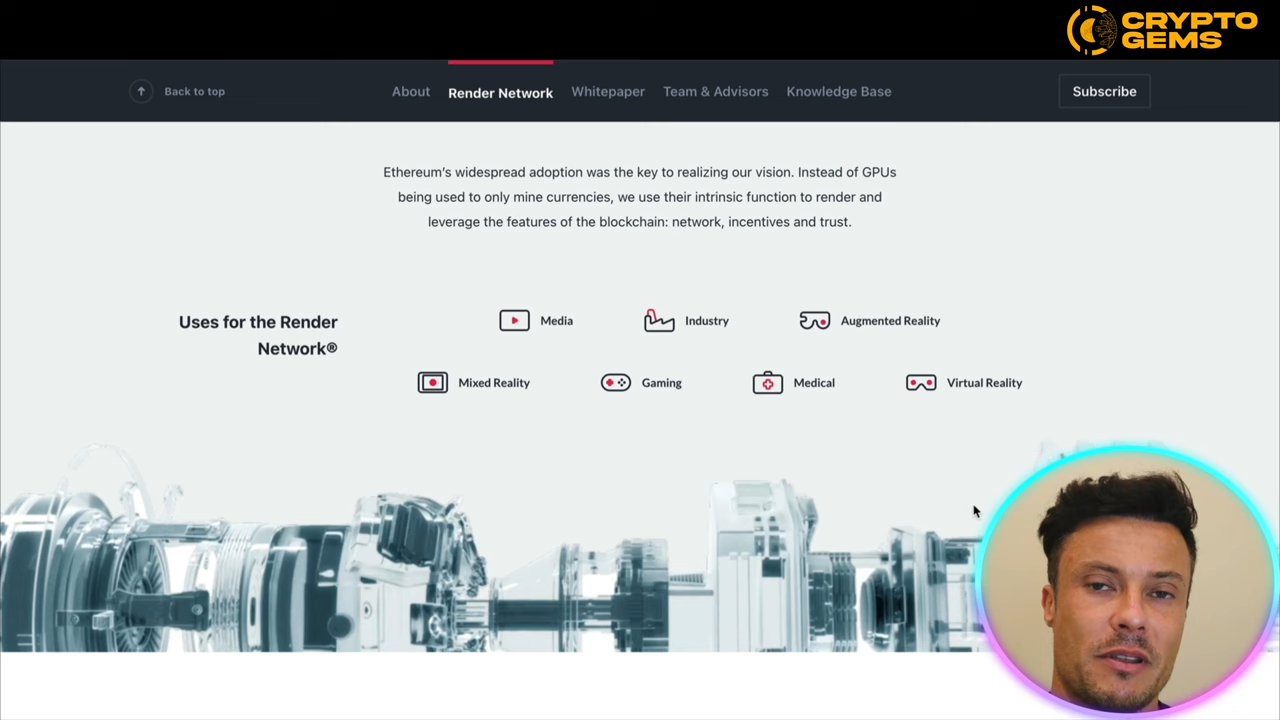 CRYPTO
GEMS
Back to top
About
Render Network
Whitepaper
Team & Advisors
Knowledge Base
Subscribe
Ethereum's widespread adoption was the key to realizing our vision. Instead of GPUs
being used to only mine currencies, we use their intrinsic function to render and
leverage the features of the blockchain: network, incentives and trust.
Uses for the Render
Network®
Media
Industry
Augmented Reality
Mixed Reality
Gaming
Medical
Virtual Reality